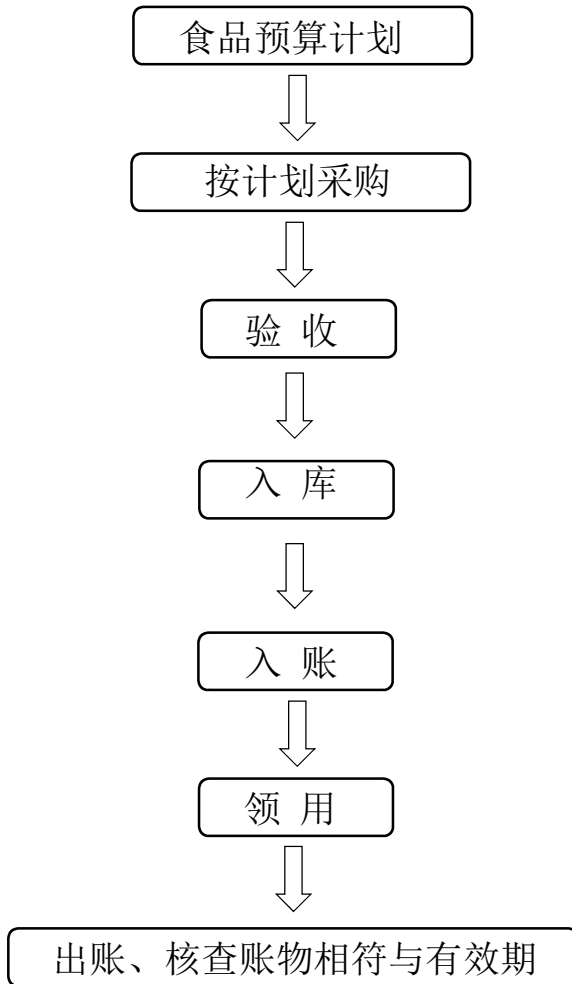 食品预算计划
按计划采购
验 收
入 库
入 账
领 用
出账、核查账物相符与有效期